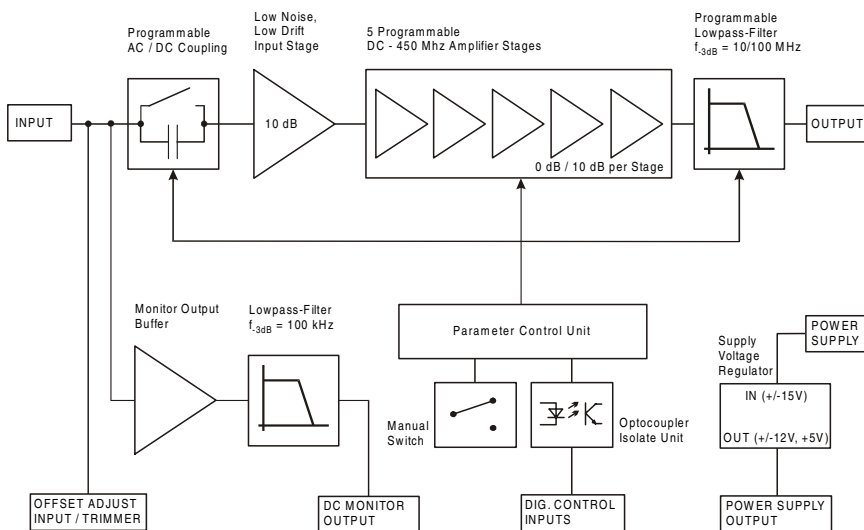 Programmable
AC / DC Coupling
Low Noise,
Low Drift
Input Stage
5 Programmable
DC - 450 Mhz Amplifier Stages
Programmable
Lowpass-Filter
f-3dB = 10/100 MHz
INPUT
10 dB
0 dB / 10 dB per Stage
OUTPUT
Monitor Output
Buffer
Lowpass-Filter
f-3dB = 100 kHz
Parameter Control Unit
Manual
Switch
Optocoupler
Isolate Unit
Supply
Voltage
Regulator
POWER
SUPPLY
IN (+/-15V)
OUT (+/-12V, +5V)
OFFSET ADJUST
INPUT / TRIMMER
DC MONITOR
OUTPUT
DIG. CONTROL
INPUTS
POWER SUPPLY
OUTPUT